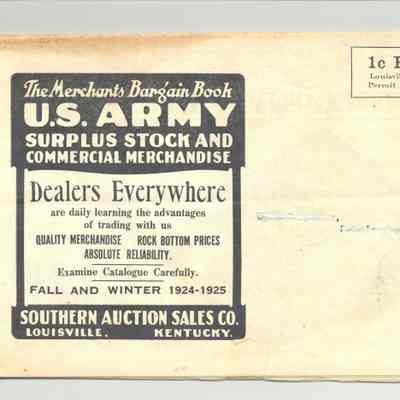 The Merchants Bargain Book
U.S. ARMY
SURPLUS STOCK AND
COMMERCIAL MERCHANDISE
Dealers Everywhere
are daily learning the advantages
of trading with us
QUALITY MERCHANDISE ROCK BOTTOM PRICES
ABSOLUTE RELIABILITY.
Examine Catalogue Carefully.
FALL AND WINTER 1924-1925
SOUTHERN AUCTION SALES CO.
LOUISVILLE, KENTUCKY.
1c
Permit